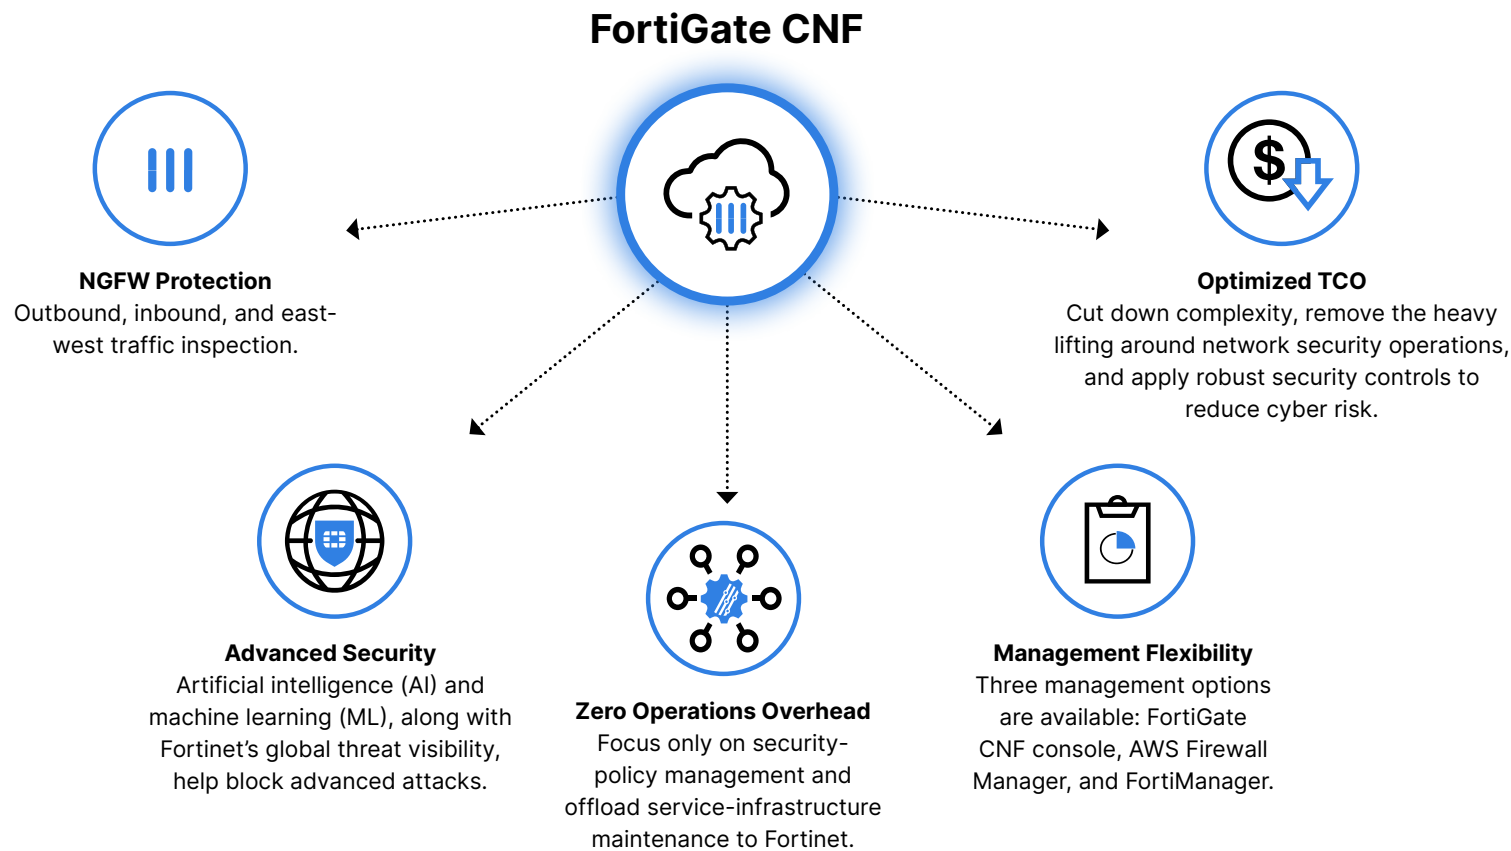 FortiGate CNF
NGFW Protection
Outbound, inbound, and east-
west traffic inspection.
Advanced Security
Artificial intelligence (AI) and
machine learning (ML), along with
Fortinet’s global threat visibility,
help block advanced attacks.
Zero Operations Overhead
Focus only on security-
policy management and
offload service-infrastructure
maintenance to Fortinet.
Management Flexibility
Three management options
are available: FortiGate
CNF console, AWS Firewall
Manager, and FortiManager.
$
Optimized TCO
Cut down complexity, remove the heavy
lifting around network security operations,
and apply robust security controls to
reduce cyber risk.